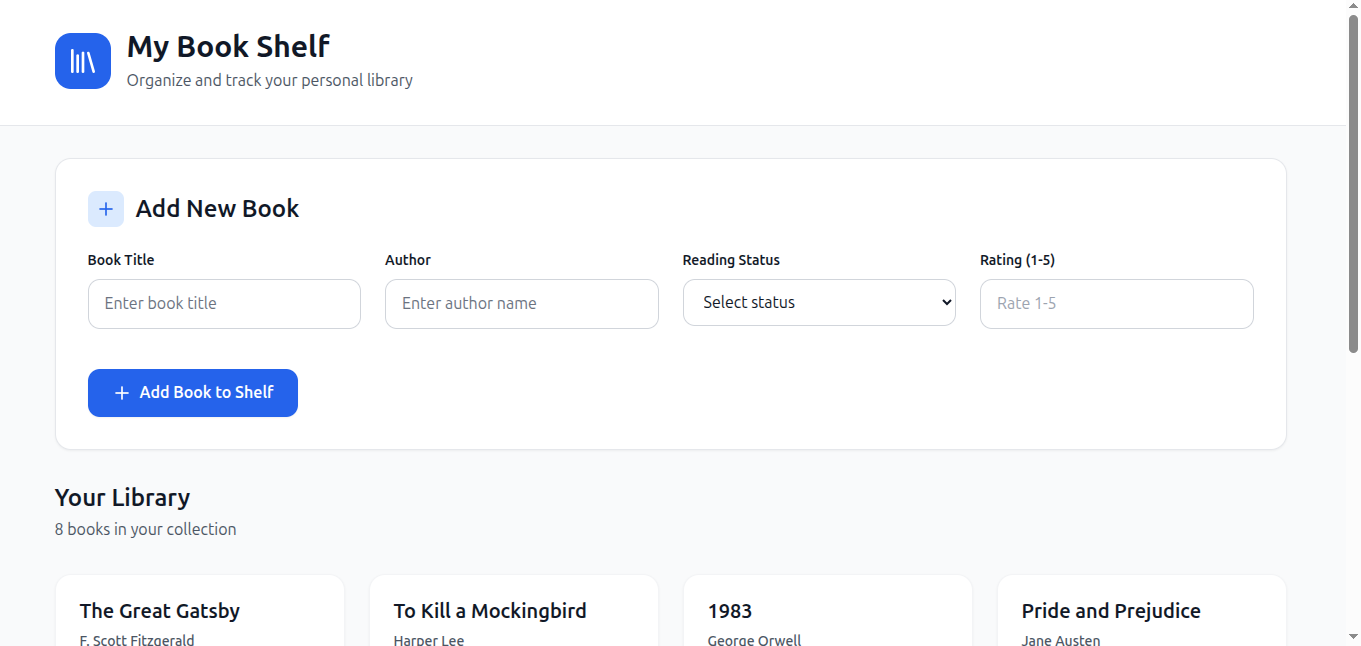 My Book Shelf
Organize and track your personal library
Add New Book
Book Title
Author
Reading Status
Rating (1-5)
Enter book title
Enter author name
Select status
Rate 1-5
Add Book to Shelf
Your Library
8 books in your collection
The Great Gatsby
To Kill a Mockingbird
1983
Pride and Prejudice
F. Scott Fitzgerald
Harper Lee
George Orwell
Jane Austen